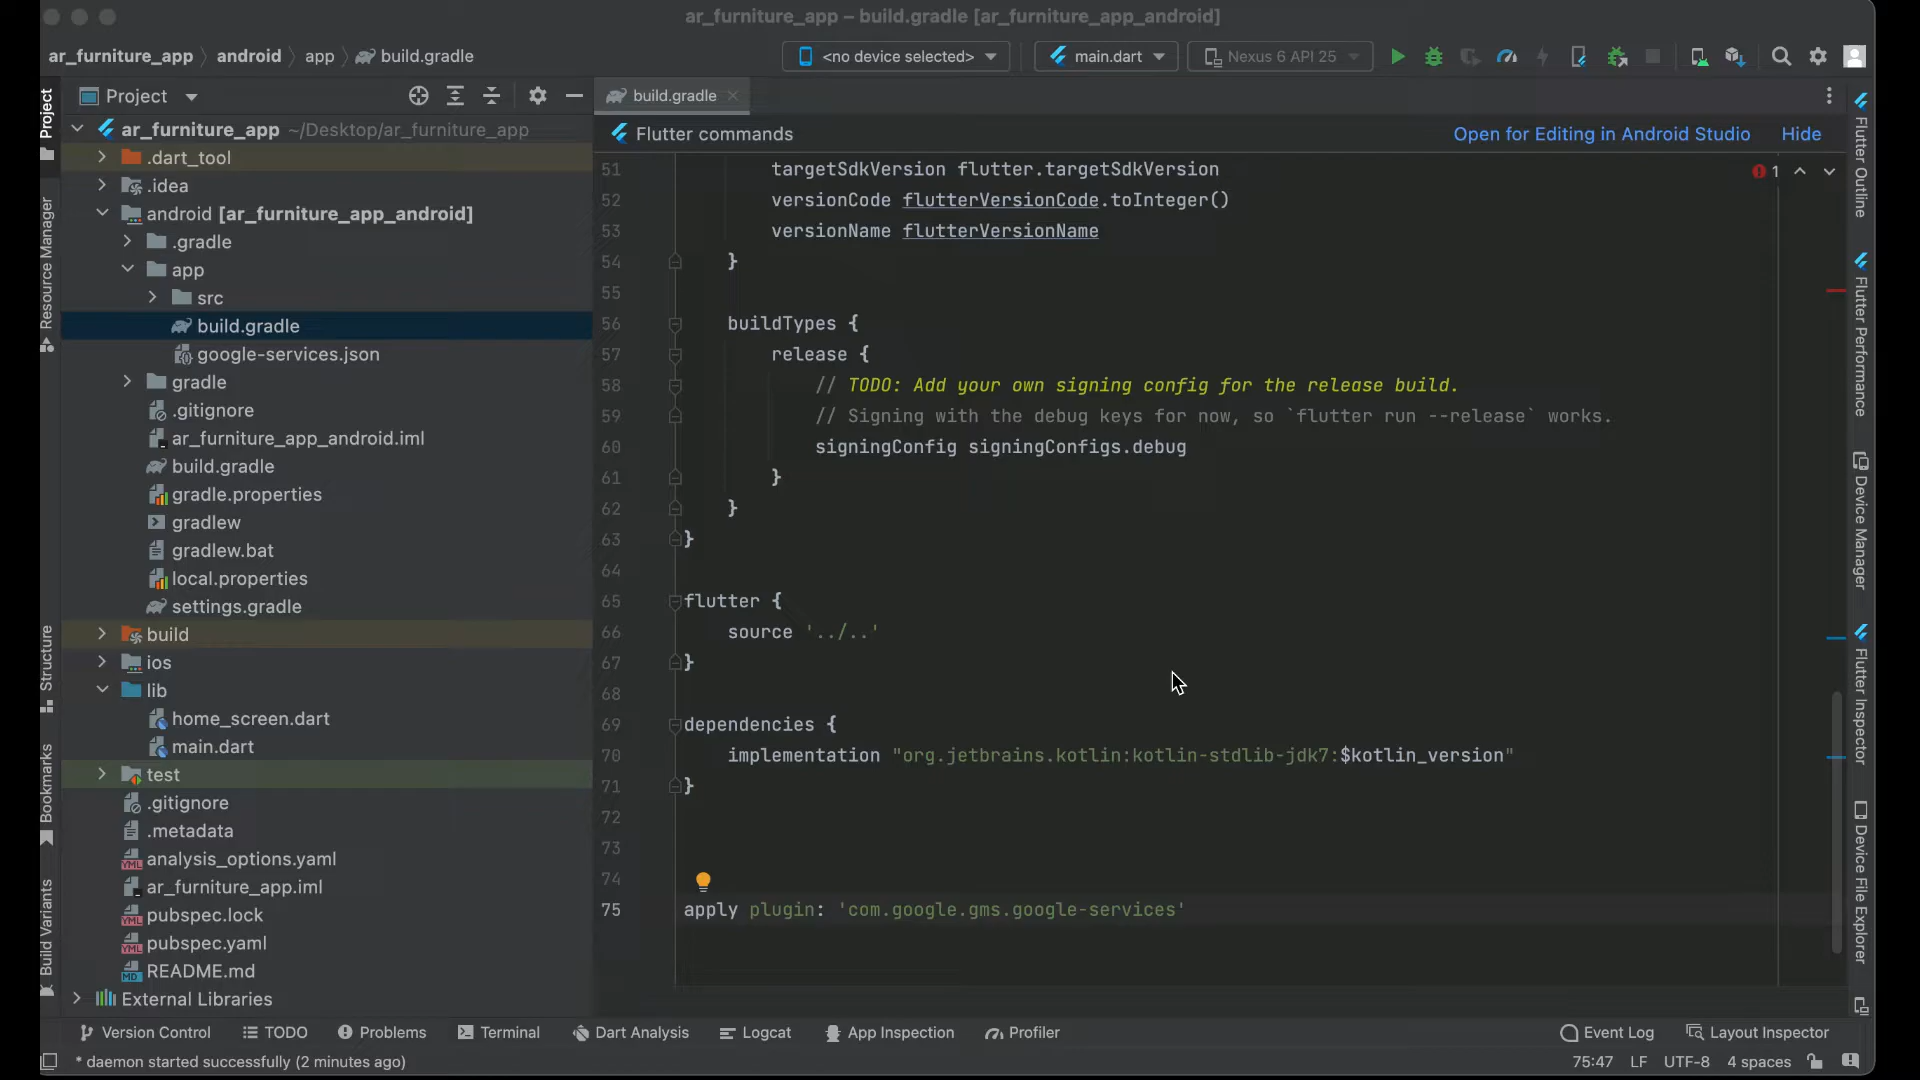 ar_furniture_app – build.gradle [ar_furniture_app_android]
ar_furniture_app android app build.gradle
<no device selected> main.dart Nexus 6 API 25
Project
build.gradle
Flutter commands Open for Editing in Android Studio Hide
Project
Resource Manager
Structure
Bookmarks
Build Variants
ar_furniture_app ~/Desktop/ar_furniture_app
.dart_tool
.idea
android [ar_furniture_app_android]
.gradle
app
src
build.gradle
google-services.json
gradle
.gitignore
ar_furniture_app_android.iml
build.gradle
gradle.properties
gradlew
gradlew.bat
local.properties
settings.gradle
build
ios
lib
home_screen.dart
main.dart
test
.gitignore
.metadata
analysis_options.yaml
ar_furniture_app.iml
pubspec.lock
pubspec.yaml
README.md
External Libraries
1
51 targetSdkVersion flutter.targetSdkVersion
52 versionCode flutterVersionCode.toInteger()
53 versionName flutterVersionName
54 }
55
56 buildTypes {
57 release {
58 // TODO: Add your own signing config for the release build.
59 // Signing with the debug keys for now, so `flutter run --release` works.
60 signingConfig signingConfigs.debug
61 }
62 }
63 }
64
65 flutter {
66 source '../..'
67 }
68
69 dependencies {
70 implementation "org.jetbrains.kotlin:kotlin-stdlib-jdk7:$kotlin_version"
71 }
72
73
74
75 apply plugin: 'com.google.gms.google-services'
Flutter Outline
Flutter Performance
Device Manager
Flutter Inspector
Device File Explorer
Version Control TODO Problems Terminal Dart Analysis Logcat App Inspection Profiler Event Log Layout Inspector
* daemon started successfully (2 minutes ago) 75:47 LF UTF-8 4 spaces